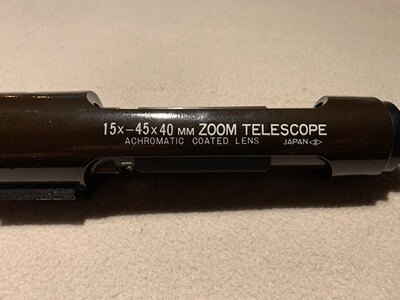 15x-45x40 MM ZOOM TELESCOPE
ACHROMATIC COATED LENS JAPAN